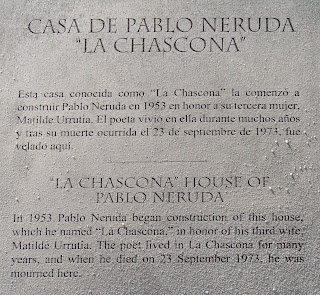 CASA DE PABLO NERUDA
"LA CHASCONA"
Esta casa conocida como "La Chascona" la comenzó a
construir Pablo Neruda en 1953 en honor a su tercera mujer,
Matilde Urrutia. El poeta vivió en ella durante muchos años
y tras su muerte ocurrida el 23 de septiembre de 1973, fue
velado aquí.
"LA CHASCONA" HOUSE OF
PABLO NERUDA
In 1953 Pablo Neruda began construction of this house,
which he named "La Chascona," in honor of his third wife,
Matilde Urrutia. The poet lived in La Chascona for many
years, and when he died on 23 September 1973, he was
mourned here.